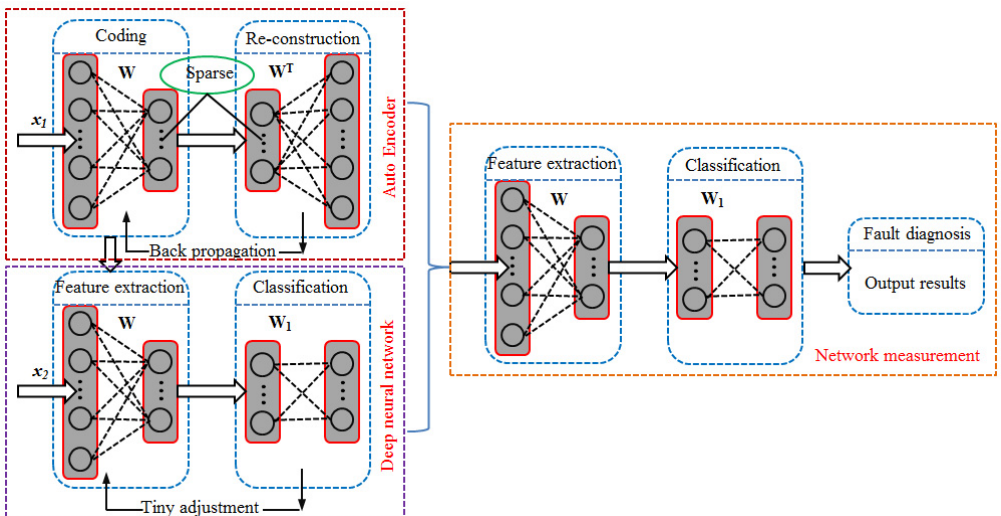 Coding
Re-construction
W
Sparse
Wᵀ
x₁
Auto Encoder
Back propagation
Feature extraction
Classification
W
W₁
x₂
Deep neural network
Tiny adjustment
Feature extraction
Classification
W
W₁
Fault diagnosis
Output results
Network measurement